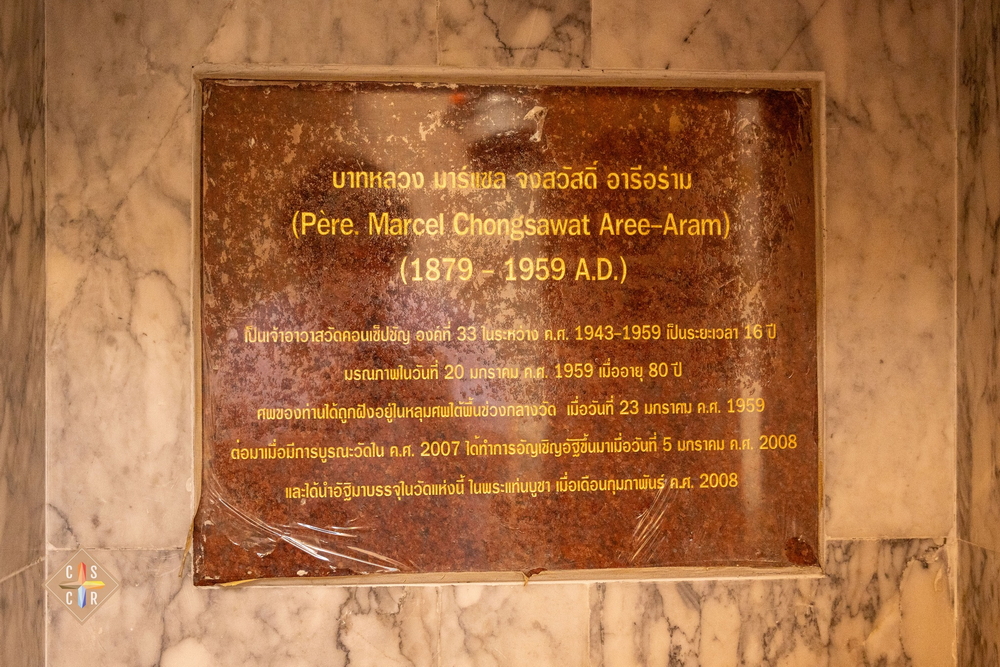 บาทหลวง มาร์แซล จงสวัสดิ์ อารีอร่าม
(Père. Marcel Chongsawat Aree-Aram)
(1879 - 1959 A.D.)
เป็นเจ้าอาวาสวัดคอนเซ็ปชัญ องค์ที่ 33 ในระหว่าง ค.ศ. 1943-1959 เป็นระยะเวลา 16 ปี
มรณภาพในวันที่ 20 มกราคม ค.ศ. 1959 เมื่ออายุ 80 ปี
ศพของท่านได้ถูกฝังอยู่ในหลุมศพใต้พื้นช่วงกลางวัด เมื่อวันที่ 23 มกราคม ค.ศ. 1959
ต่อมาเมื่อมีการบูรณะวัดใน ค.ศ. 2007 ได้ทำการอัญเชิญอัฐิขึ้นมาเมื่อวันที่ 5 มกราคม ค.ศ. 2008
และได้นำอัฐิมาบรรจุในวัดแห่งนี้ ในพระแท่นบูชา เมื่อเดือนกุมภาพันธ์ ค.ศ. 2008
C S
C R